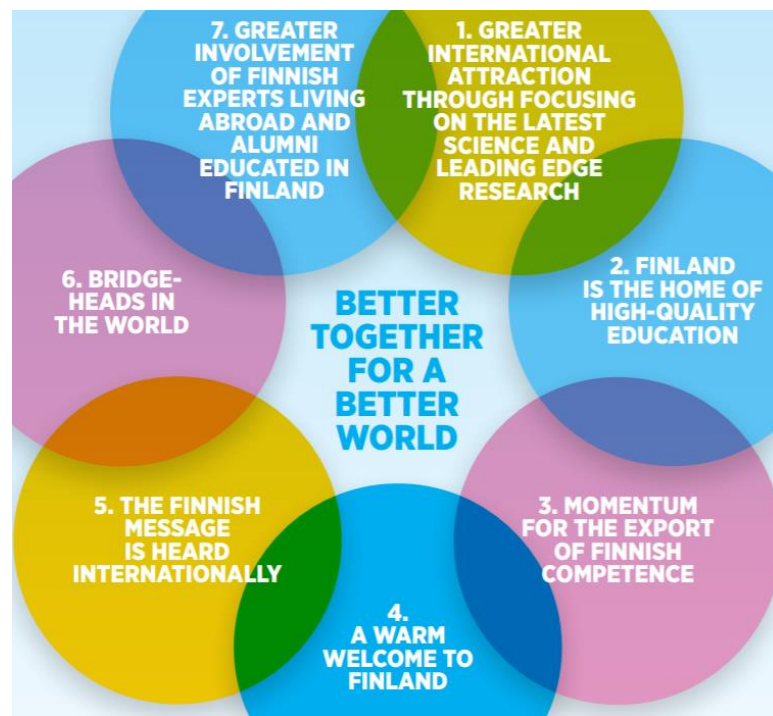 7. GREATER
INVOLVEMENT
OF FINNISH
EXPERTS LIVING
ABROAD AND
ALUMNI
EDUCATED IN
FINLAND
1. GREATER
INTERNATIONAL
ATTRACTION
THROUGH FOCUSING
ON THE LATEST
SCIENCE AND
LEADING EDGE
RESEARCH
2. FINLAND
IS THE HOME OF
HIGH-QUALITY
EDUCATION
6. BRIDGE-
HEADS IN
THE WORLD
BETTER
TOGETHER
FOR A
BETTER
WORLD
5. THE FINNISH
MESSAGE
IS HEARD
INTERNATIONALLY
3. MOMENTUM
FOR THE EXPORT
OF FINNISH
COMPETENCE
4.
A WARM
WELCOME TO
FINLAND